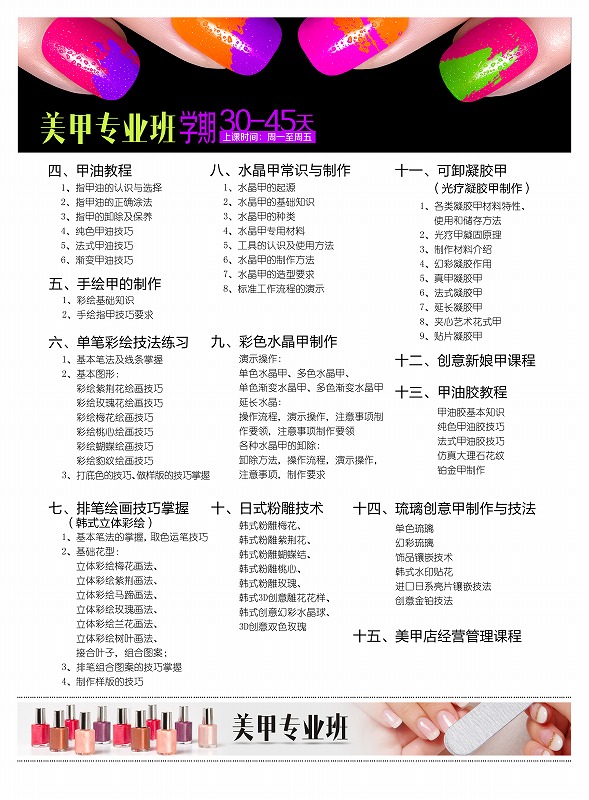 美甲专业班 学期 30-45天
上课时间：周一至周五
四、甲油教程
1、指甲油的认识与选择
2、指甲油的正确涂法
3、指甲的卸除及保养
4、纯色甲油技巧
5、法式甲油技巧
6、渐变甲油技巧
五、手绘甲的制作
1、彩绘基础知识
2、手绘指甲技巧要求
六、单笔彩绘技法练习
1、基本笔法及线条掌握
2、基本图形：
彩绘紫荆花绘画技巧
彩绘玫瑰花绘画技巧
彩绘梅花绘画技巧
彩绘桃心绘画技巧
彩绘蝴蝶绘画技巧
彩绘豹纹绘画技巧
3、打底色的技巧、做样版的技巧掌握
七、排笔绘画技巧掌握
（韩式立体彩绘）
1、基本笔法的掌握，取色运笔技巧
2、基础花型：
立体彩绘梅花画法、
立体彩绘紫荆画法、
立体彩绘马蹄画法、
立体彩绘玫瑰画法、
立体彩绘兰花画法、
立体彩绘树叶画法、
接合叶子，组合图案；
3、排笔组合图案的技巧掌握
4、制作样版的技巧
八、水晶甲常识与制作
1、水晶甲的起源
2、水晶甲的基础知识
3、水晶甲的种类
4、水晶甲专用材料
5、工具的认识及使用方法
6、水晶甲的制作方法
7、水晶甲的造型要求
8、标准工作流程的演示
九、彩色水晶甲制作
演示操作：
单色水晶甲、多色水晶甲、
单色渐变水晶甲、多色渐变水晶甲
延长水晶：
操作流程，演示操作，注意事项制
作要领，注意事项制作要领
各种水晶甲的卸除：
卸除方法，操作流程，演示操作，
注意事项，制作要求
十、日式粉雕技术
韩式粉雕梅花、
韩式粉雕紫荆花、
韩式粉雕蝴蝶结、
韩式粉雕桃心、
韩式粉雕玫瑰、
韩式3D创意雕花花样、
韩式创意幻彩水晶球、
3D创意双色玫瑰
十一、可卸凝胶甲
（光疗凝胶甲制作）
1、各类凝胶甲材料特性、
使用和储存方法
2、光疗甲凝固原理
3、制作材料介绍
4、幻彩凝胶作用
5、真甲凝胶甲
6、法式凝胶甲
7、延长凝胶甲
8、夹心艺术花式甲
9、贴片凝胶甲
十二、创意新娘甲课程
十三、甲油胶教程
甲油胶基本知识
纯色甲油胶技巧
法式甲油胶技巧
仿真大理石花纹
铂金甲制作
十四、琉璃创意甲制作与技法
单色琉璃
幻彩琉璃
饰品镶嵌技术
韩式水印贴花
进口日系亮片镶嵌技法
创意金铂技法
十五、美甲店经营管理课程
美甲专业班